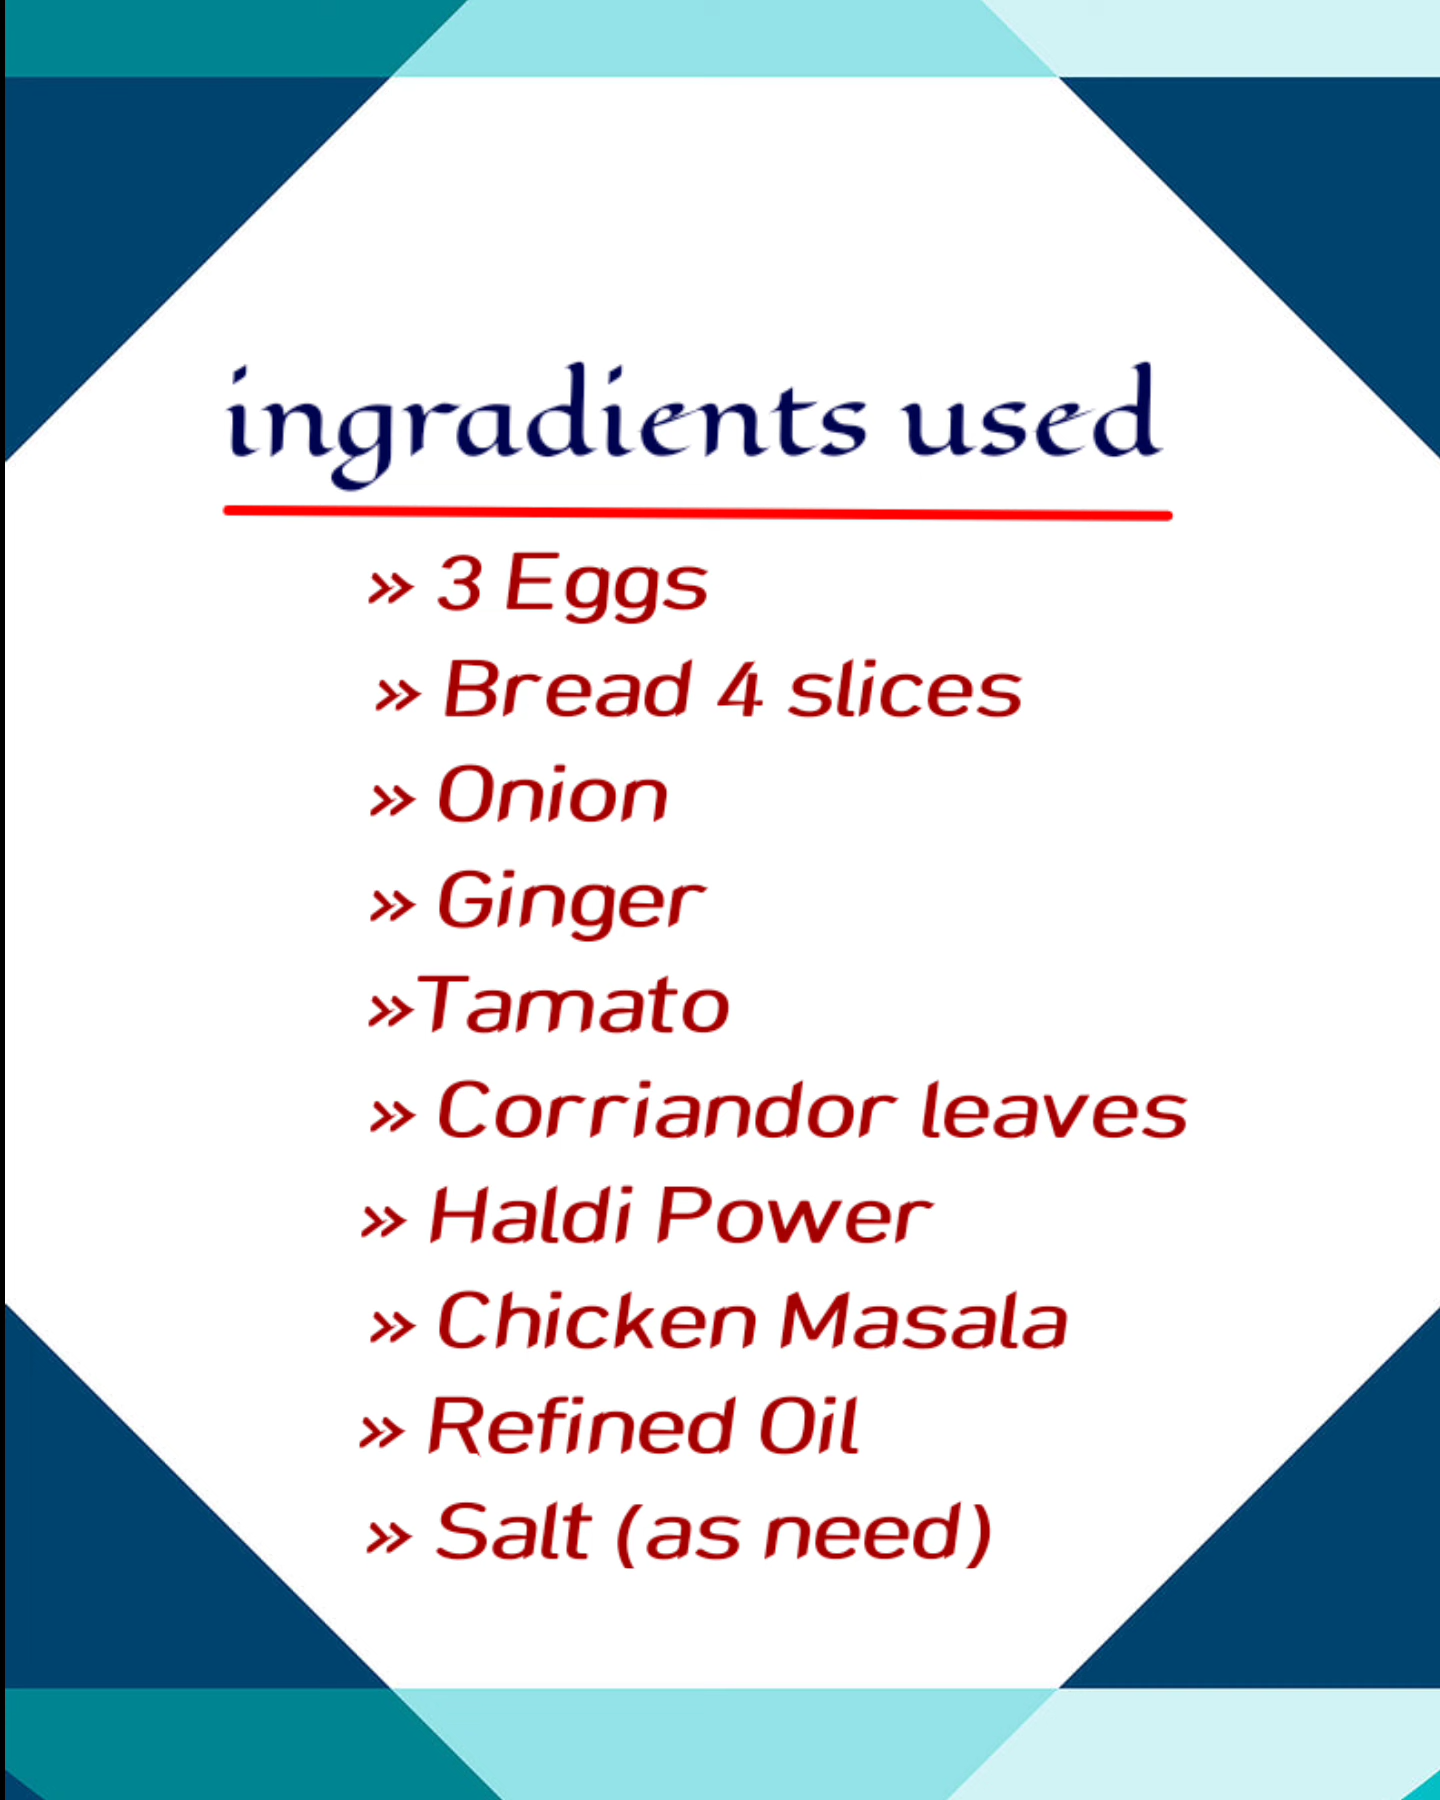 ingradients used
» 3 Eggs
» Bread 4 slices
» Onion
» Ginger
»Tamato
» Corriandor leaves
» Haldi Power
» Chicken Masala
» Refined Oil
» Salt (as need)